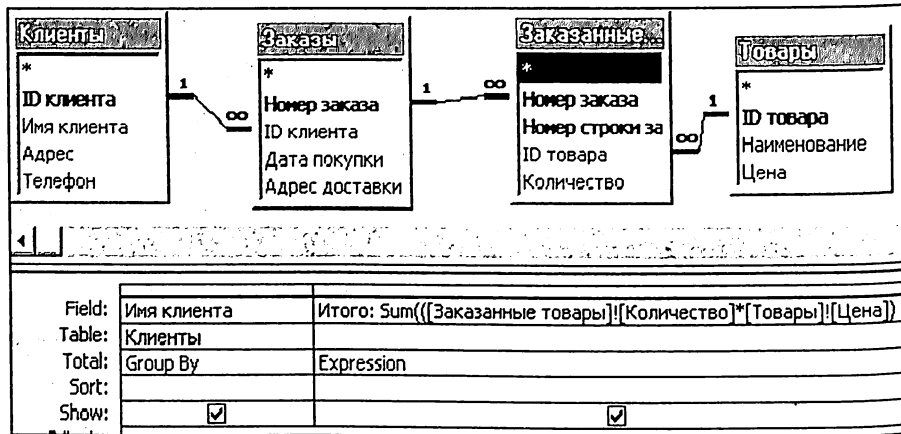 Клиенты
*
ID клиента
Имя клиента
Адрес
Телефон
1
∞
Заказы
*
Номер заказа
ID клиента
Дата покупки
Адрес доставки
1
∞
Заказанные...
*
Номер заказа
Номер строки за
ID товара
Количество
∞
1
Товары
*
ID товара
Наименование
Цена
Field: Имя клиента Итого: Sum(([Заказанные товары]![Количество]*[Товары]![Цена])
Table: Клиенты
Total: Group By Expression
Sort:
Show: